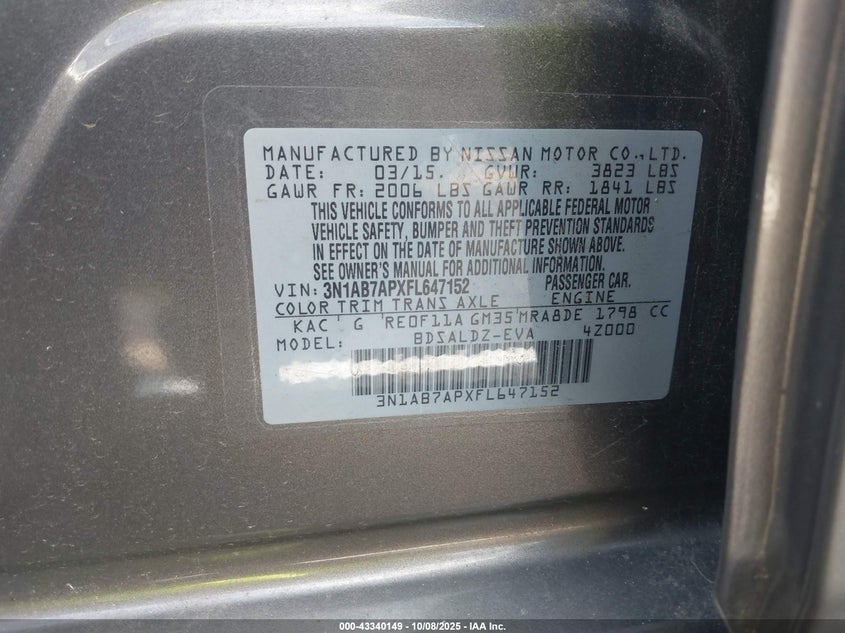 MANUFACTURED BY NISSAN MOTOR CO., LTD.
DATE: 03/15. GVWR: 3823 LBS
GAWR FR: 2006 LBS GAWR RR: 1841 LBS
THIS VEHICLE CONFORMS TO ALL APPLICABLE FEDERAL MOTOR
VEHICLE SAFETY, BUMPER AND THEFT PREVENTION STANDARDS
IN EFFECT ON THE DATE OF MANUFACTURE SHOWN ABOVE.
SEE OWNER'S MANUAL FOR ADDITIONAL INFORMATION.
VIN: 3N1AB7APXFL647152 PASSENGER CAR.
COLOR TRIM TRANS AXLE ENGINE
KAC G RE0F11A GM35 MRA8DE 1798 CC
MODEL: BDSALDZ-EVA 4Z000
3N1AB7APXFL647152
000-43340149 - 10/08/2025 - IAA Inc.